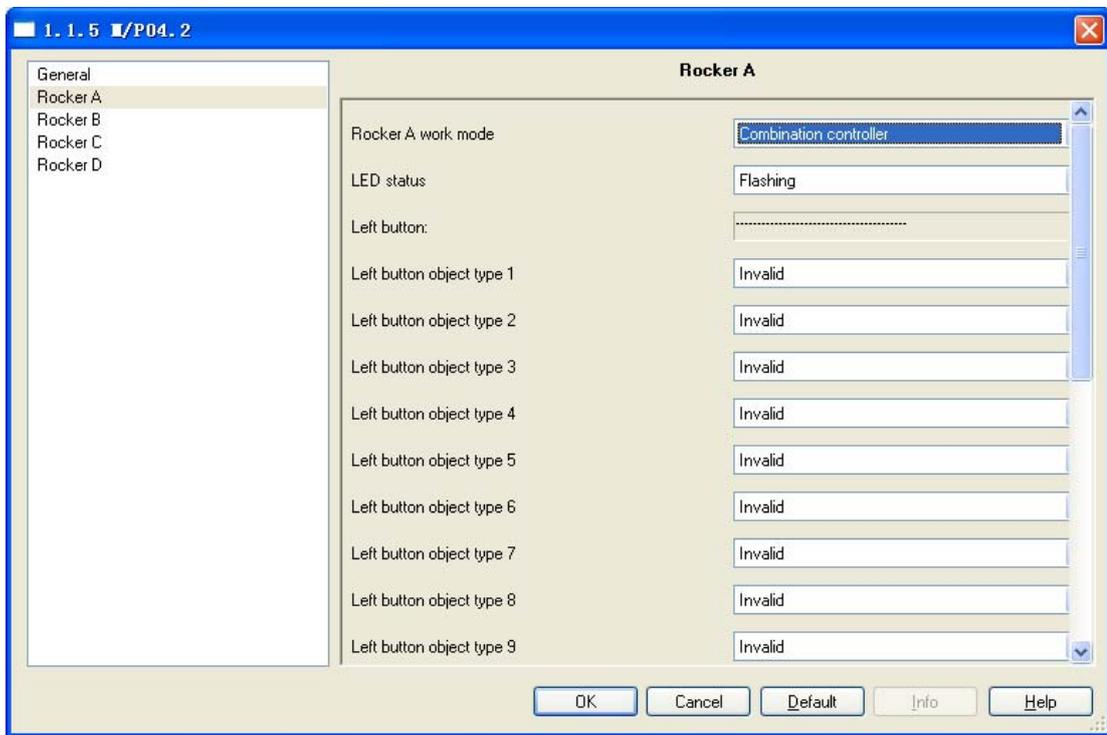 1.1.5 M/P04.2
General
Rocker A
Rocker B
Rocker C
Rocker D
Rocker A
Rocker A work mode Combination controller
LED status Flashing
Left button: ---------------------------------------
Left button object type 1 Invalid
Left button object type 2 Invalid
Left button object type 3 Invalid
Left button object type 4 Invalid
Left button object type 5 Invalid
Left button object type 6 Invalid
Left button object type 7 Invalid
Left button object type 8 Invalid
Left button object type 9 Invalid
OK Cancel Default Info Help